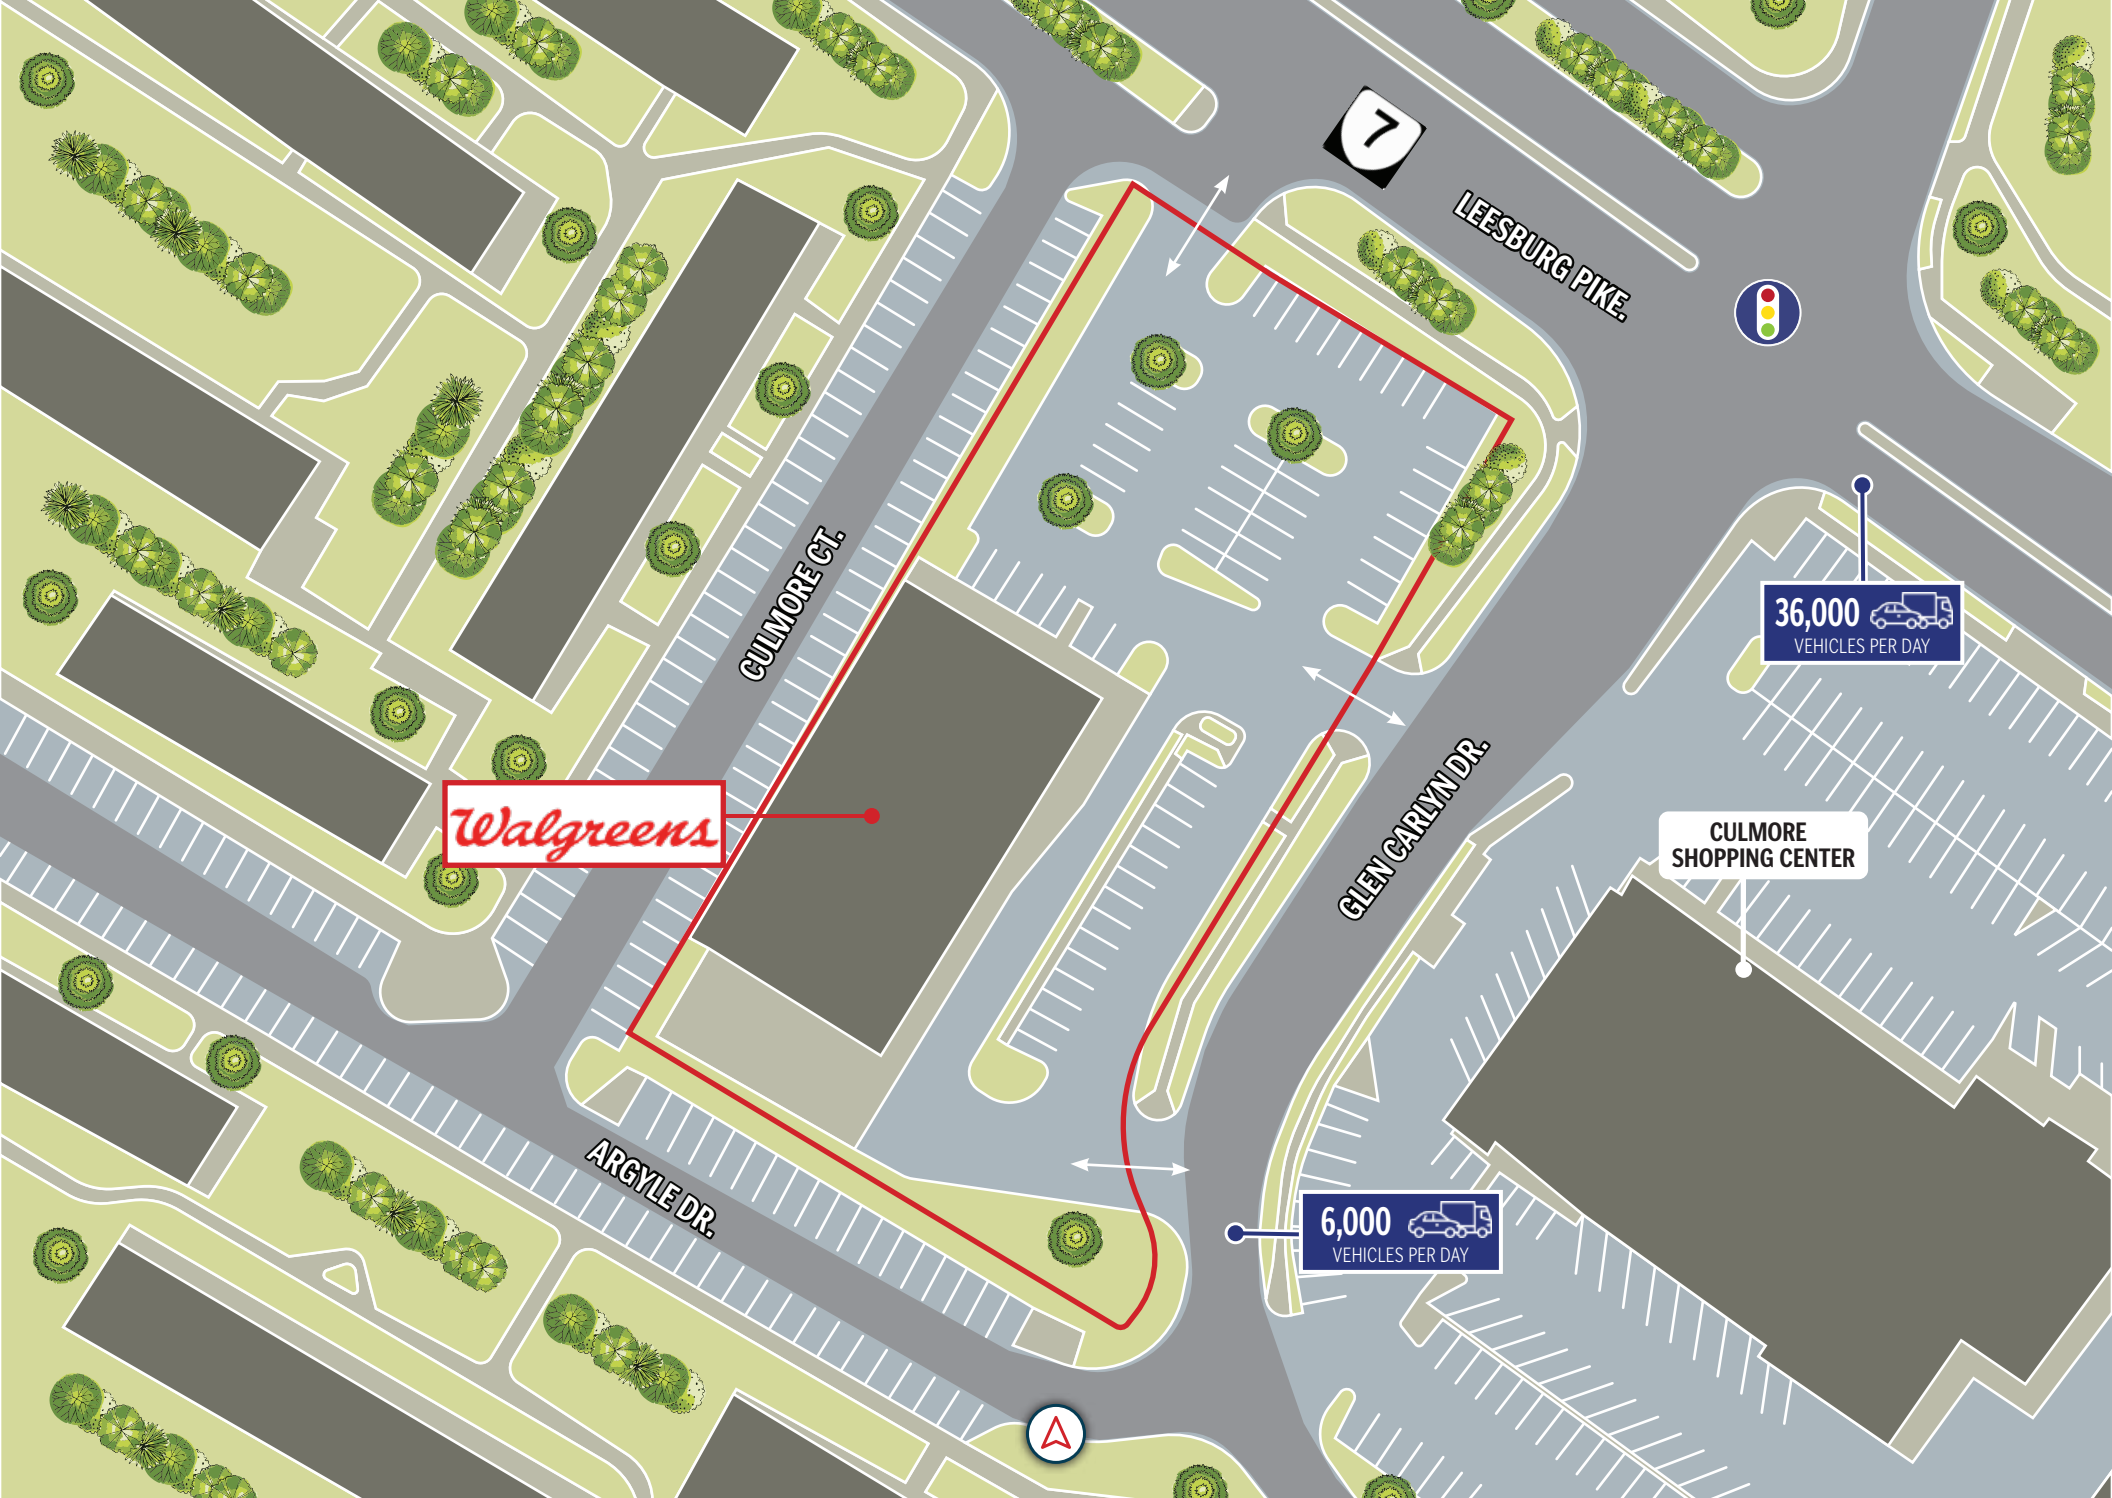 7
LEESBURG PIKE.
CULMORE CT.
36,000
VEHICLES PER DAY
Walgreens
GLEN CARLYN DR.
CULMORE
SHOPPING CENTER
ARGYLE DR.
6,000
VEHICLES PER DAY